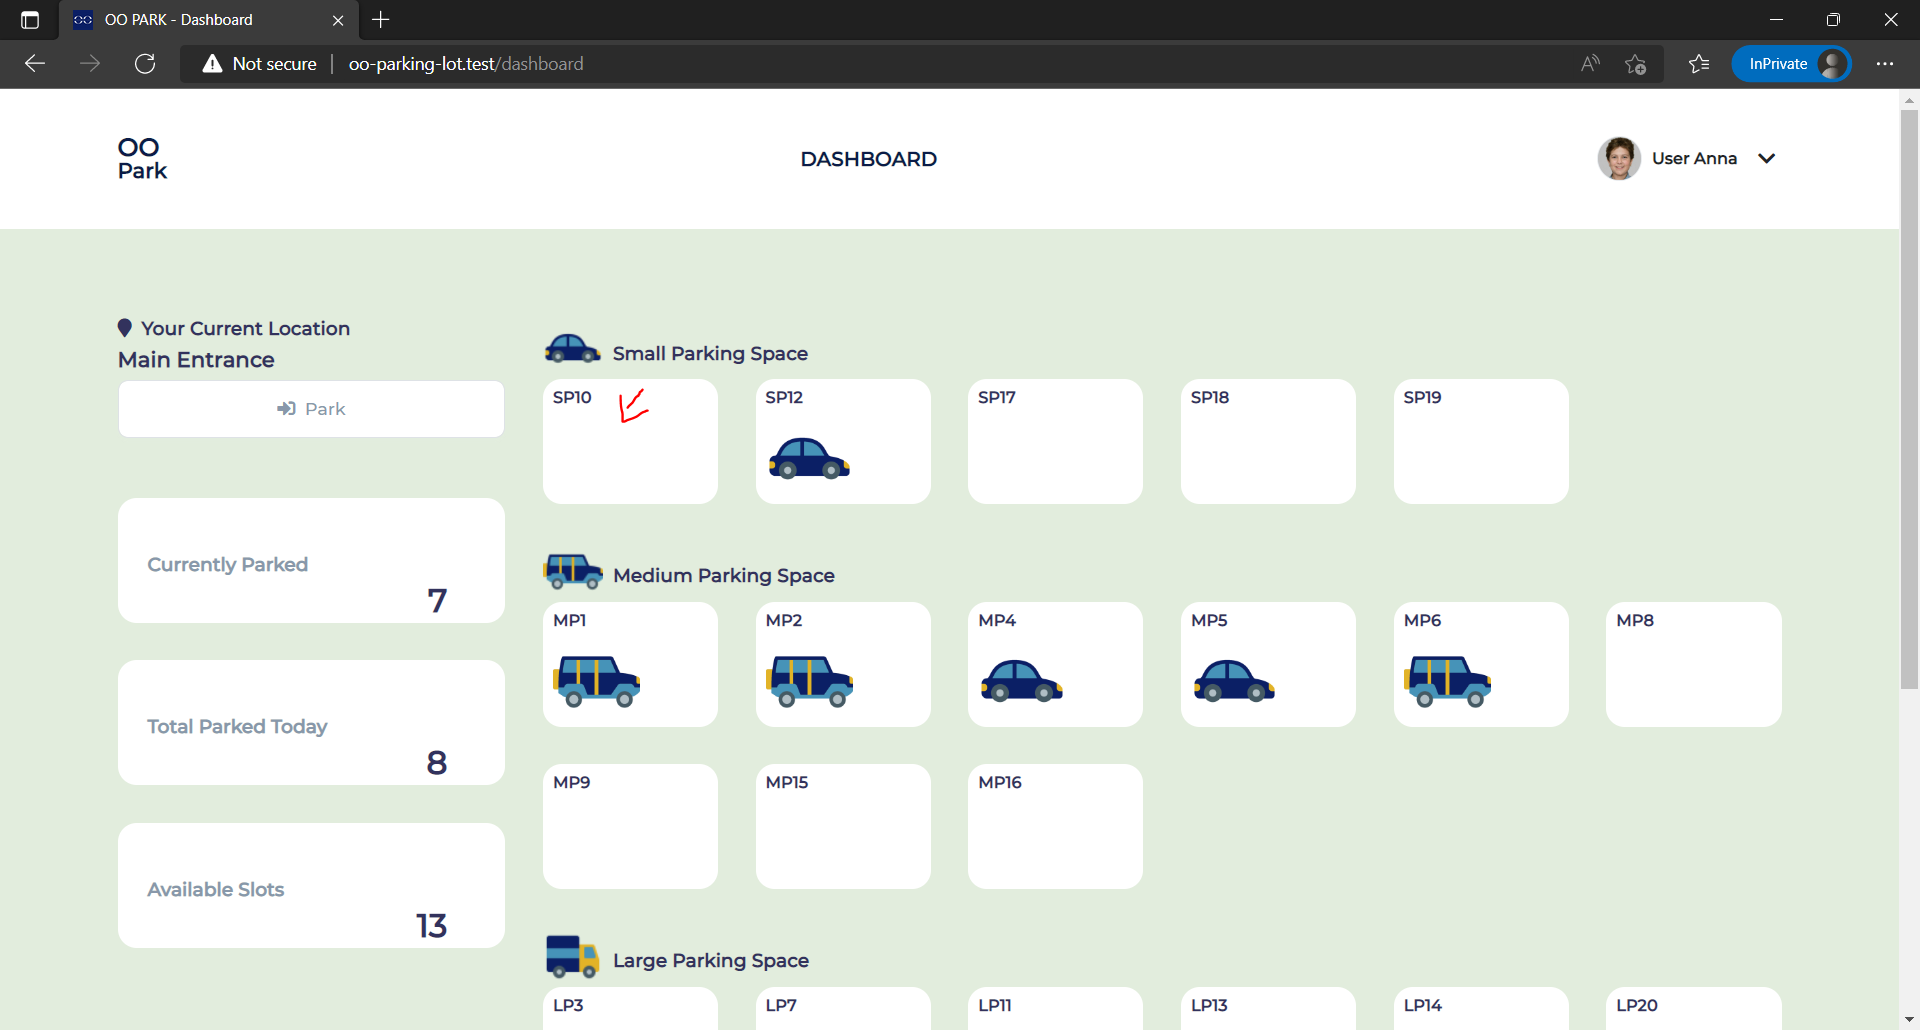 OO PARK - Dashboard
Not secure
oo-parking-lot.test/dashboard
InPrivate
OO
Park
DASHBOARD
User Anna
Your Current Location
Main Entrance
Park
Currently Parked
7
Total Parked Today
8
Available Slots
13
Small Parking Space
SP10
SP12
SP17
SP18
SP19
Medium Parking Space
MP1
MP2
MP4
MP5
MP6
MP8
MP9
MP15
MP16
Large Parking Space
LP3
LP7
LP11
LP13
LP14
LP20